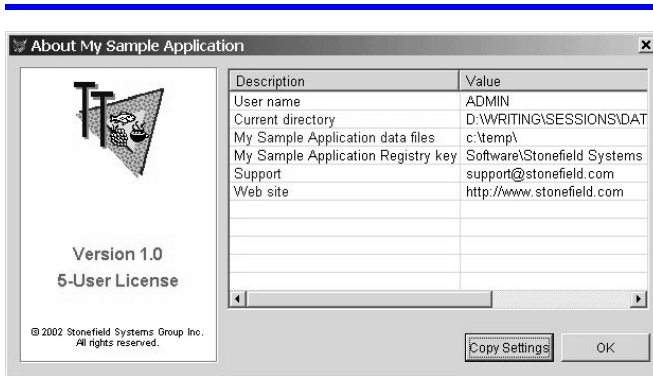 About My Sample Application
TT
Description Value
User name ADMIN
Current directory D:\WRITING\SESSIONS\DAT
My Sample Application data files c:\temp\
My Sample Application Registry key Software\Stonefield Systems
Support support@stonefield.com
Web site http://www.stonefield.com
Version 1.0
5-User License
© 2002 Stonefield Systems Group Inc.
All rights reserved.
Copy Settings OK